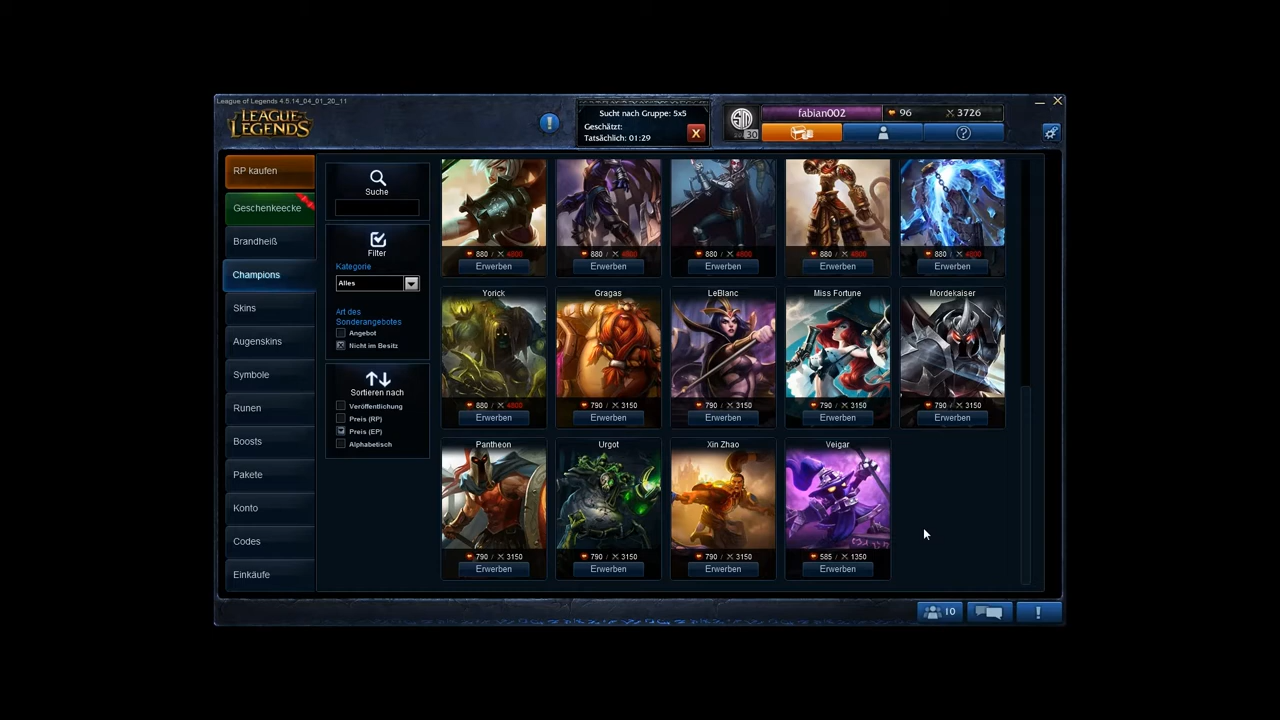 League of Legends 4.5.14_04_01_20_11
LEAGUE OF LEGENDS
Sucht nach Gruppe: 5x5
Geschätzt:
Tatsächlich: 01:29
X
30
fabian002
96
3726
RP kaufen
Geschenkeecke
Brandheiß
Champions
Skins
Augenskins
Symbole
Runen
Boosts
Pakete
Konto
Codes
Einkäufe
Suche
Filter
Kategorie
Alles
Art des
Sonderangebotes
Angebot
Nicht im Besitz
Sortieren nach
Veröffentlichung
Preis (RP)
Preis (EP)
Alphabetisch
880 / 4800 880 / 4800 880 / 4800 880 / 4800 880 / 4800
Erwerben Erwerben Erwerben Erwerben Erwerben
Yorick Gragas LeBlanc Miss Fortune Mordekaiser
880 / 4800 790 / 3150 790 / 3150 790 / 3150 790 / 3150
Erwerben Erwerben Erwerben Erwerben Erwerben
Pantheon Urgot Xin Zhao Veigar
790 / 3150 790 / 3150 790 / 3150 585 / 1350
Erwerben Erwerben Erwerben Erwerben
10